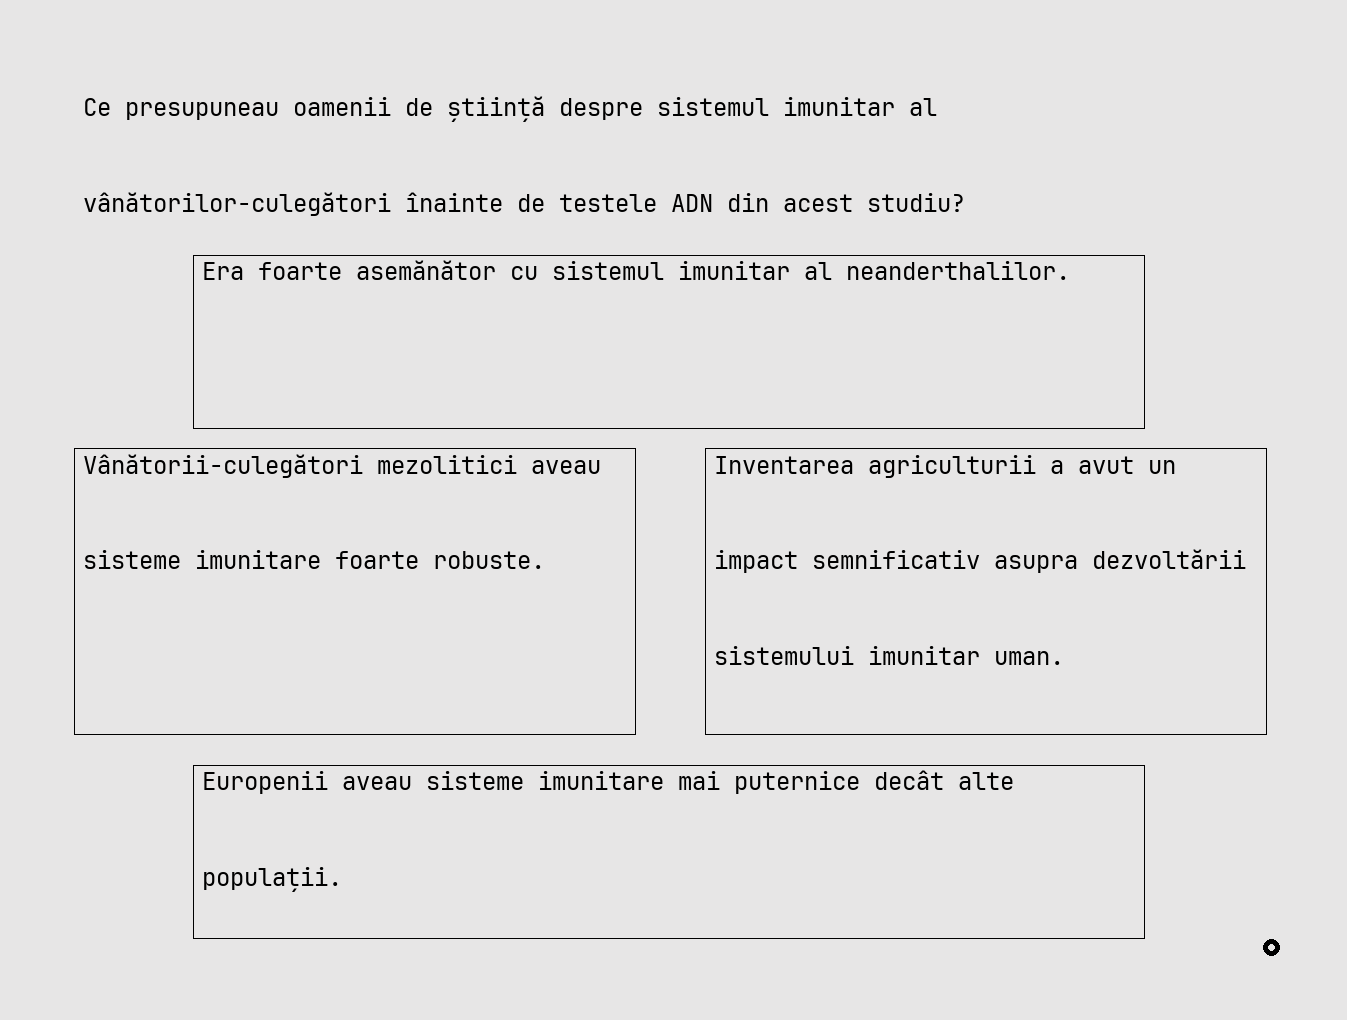 Ce presupuneau oamenii de știință despre sistemul imunitar al
vânătorilor-culegători înainte de testele ADN din acest studiu?
Era foarte asemănător cu sistemul imunitar al neanderthalilor.
Vânătorii-culegători mezolitici aveau
sisteme imunitare foarte robuste.
Inventarea agriculturii a avut un
impact semnificativ asupra dezvoltării
sistemului imunitar uman.
Europenii aveau sisteme imunitare mai puternice decât alte
populații.